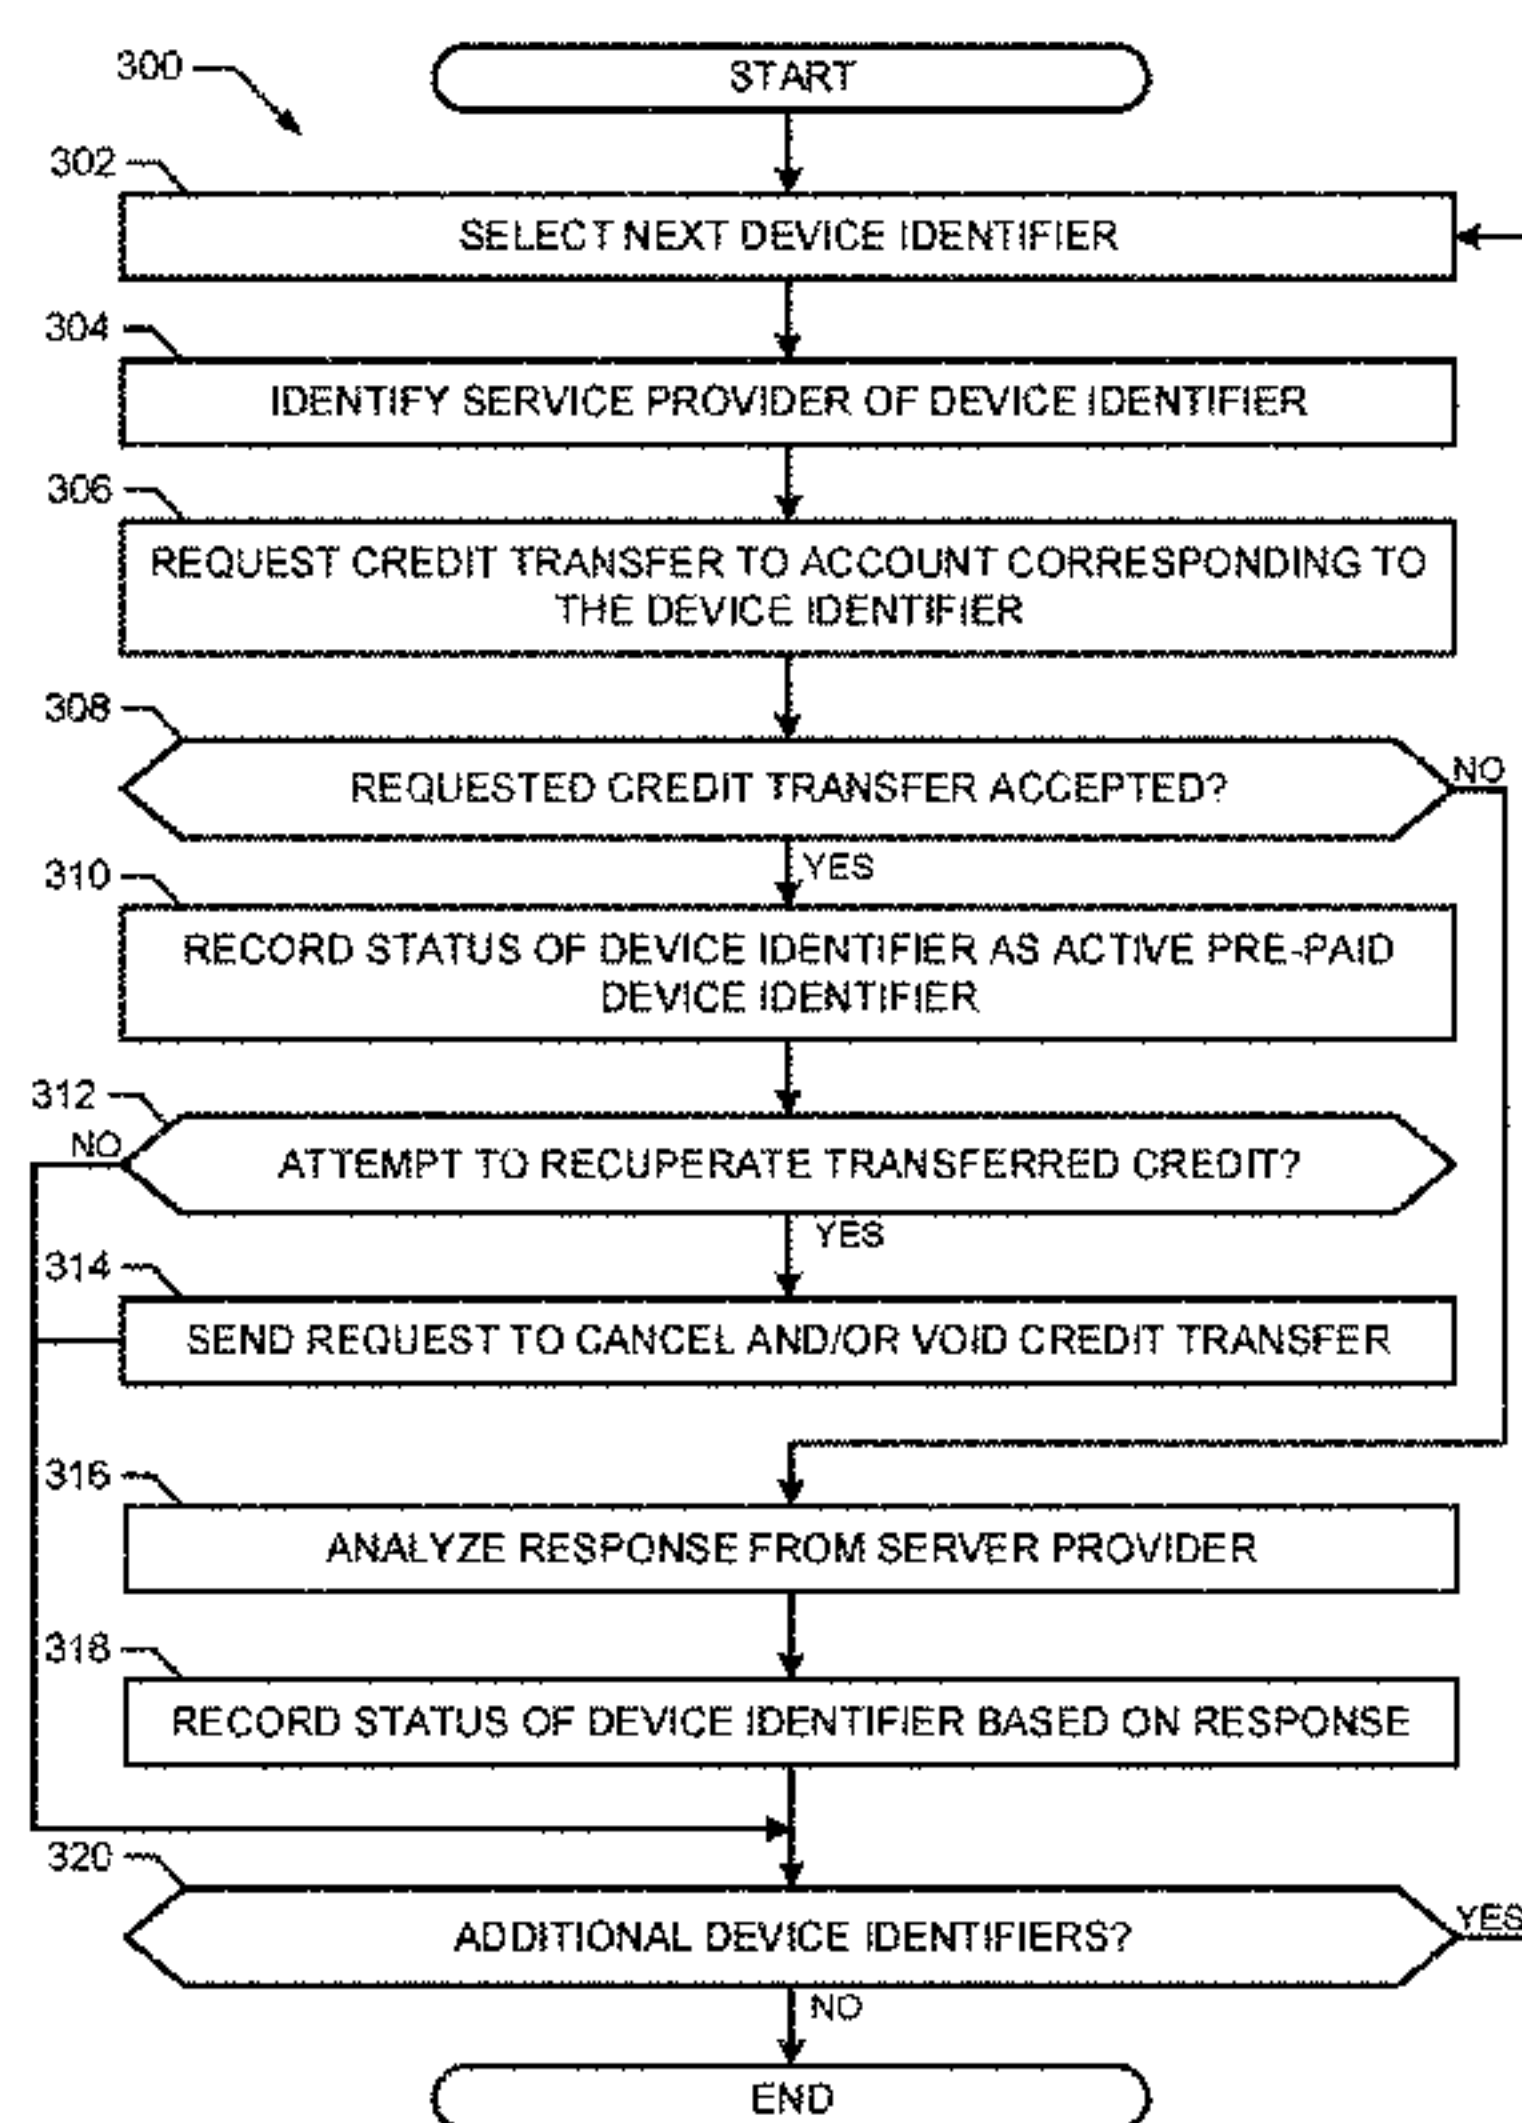 300
START
302
SELECT NEXT DEVICE IDENTIFIER
304
IDENTIFY SERVICE PROVIDER OF DEVICE IDENTIFIER
306
REQUEST CREDIT TRANSFER TO ACCOUNT CORRESPONDING TO
THE DEVICE IDENTIFIER
308
REQUESTED CREDIT TRANSFER ACCEPTED?
NO
YES
310
RECORD STATUS OF DEVICE IDENTIFIER AS ACTIVE PRE-PAID
DEVICE IDENTIFIER
312
NO
ATTEMPT TO RECUPERATE TRANSFERRED CREDIT?
YES
314
SEND REQUEST TO CANCEL AND/OR VOID CREDIT TRANSFER
316
ANALYZE RESPONSE FROM SERVER PROVIDER
318
RECORD STATUS OF DEVICE IDENTIFIER BASED ON RESPONSE
320
ADDITIONAL DEVICE IDENTIFIERS?
YES
NO
END